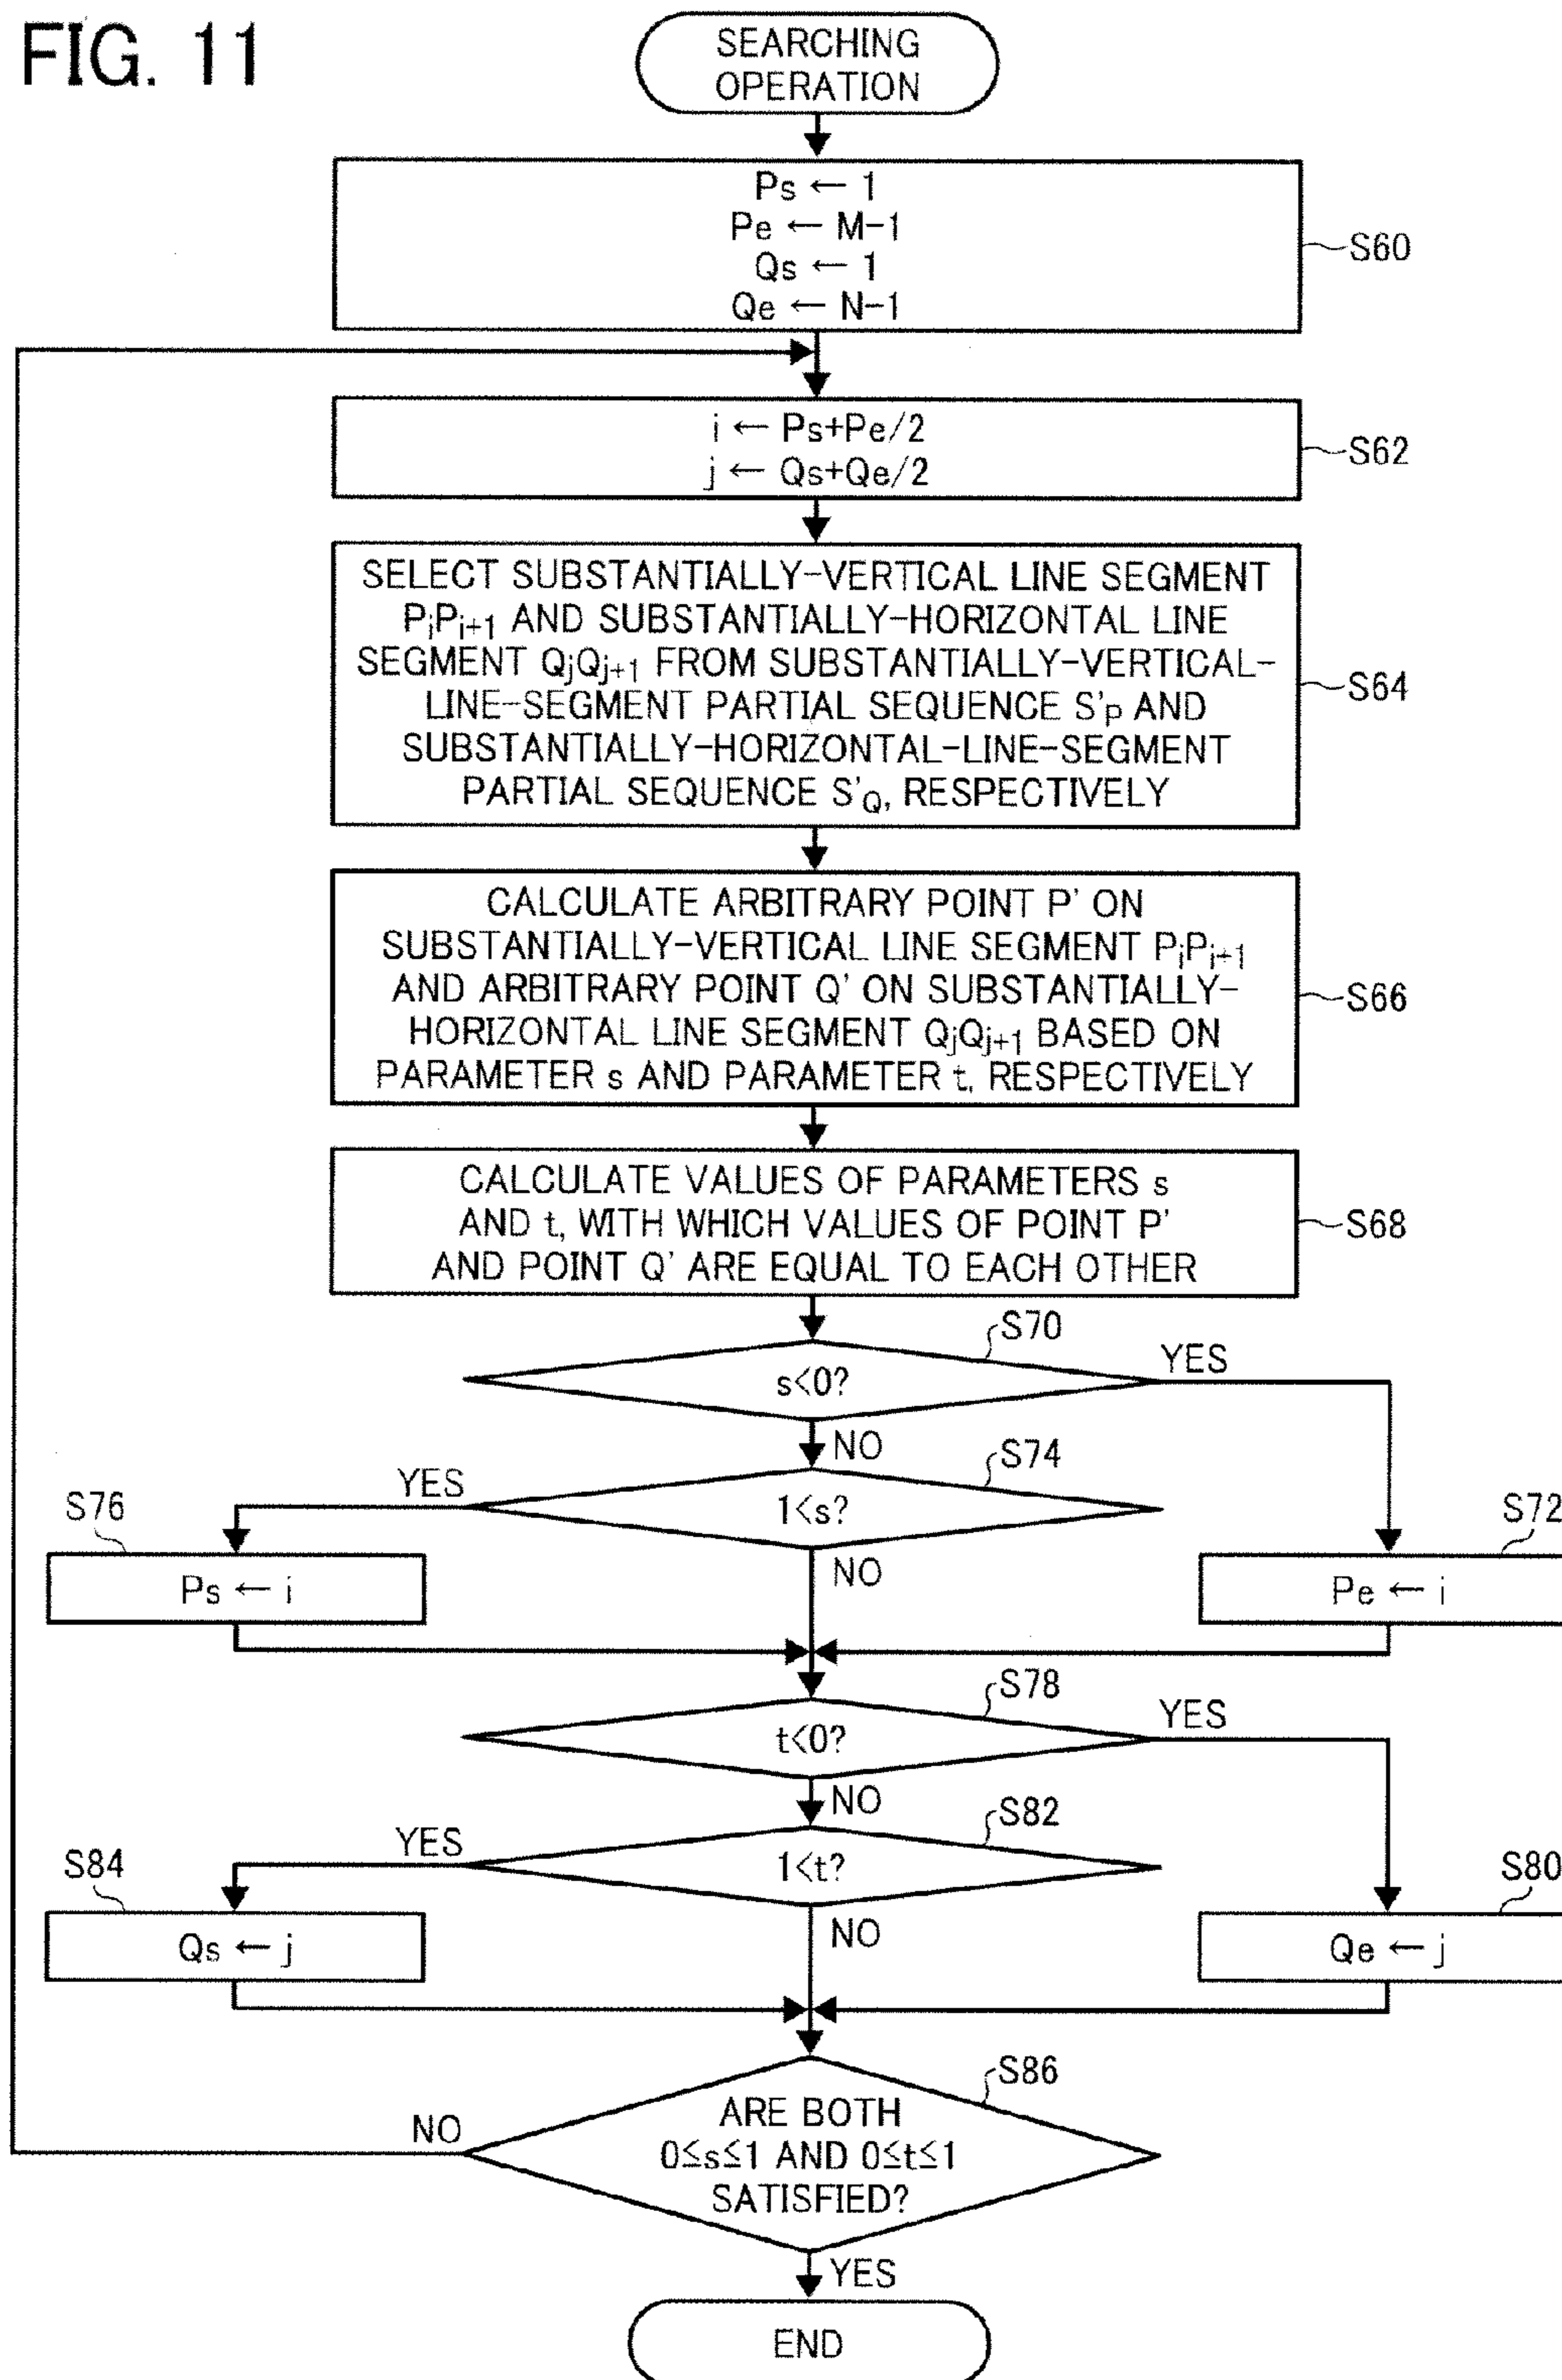 FIG. 11
SEARCHING
OPERATION
Ps ← 1
Pe ← M-1
Qs ← 1
Qe ← N-1
S60
i ← Ps+Pe/2
j ← Qs+Qe/2
S62
SELECT SUBSTANTIALLY-VERTICAL LINE SEGMENT
PiPi+1 AND SUBSTANTIALLY-HORIZONTAL LINE
SEGMENT QjQj+1 FROM SUBSTANTIALLY-VERTICAL-
LINE-SEGMENT PARTIAL SEQUENCE S'P AND
SUBSTANTIALLY-HORIZONTAL-LINE-SEGMENT
PARTIAL SEQUENCE S'Q, RESPECTIVELY
S64
CALCULATE ARBITRARY POINT P' ON
SUBSTANTIALLY-VERTICAL LINE SEGMENT PiPi+1
AND ARBITRARY POINT Q' ON SUBSTANTIALLY-
HORIZONTAL LINE SEGMENT QjQj+1 BASED ON
PARAMETER s AND PARAMETER t, RESPECTIVELY
S66
CALCULATE VALUES OF PARAMETERS s
AND t, WITH WHICH VALUES OF POINT P'
AND POINT Q' ARE EQUAL TO EACH OTHER
S68
S70
s<0?
YES
NO
S74
1<s?
YES
NO
S76
Ps ← i
S72
Pe ← i
S78
t<0?
YES
NO
S82
1<t?
YES
NO
S84
Qs ← j
S80
Qe ← j
S86
ARE BOTH
0≤s≤1 AND 0≤t≤1
SATISFIED?
NO
YES
END